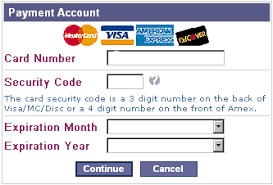 Payment Account
MasterCard VISA AMERICAN EXPRESS DISCOVER
Card Number
Security Code
The card security code is a 3 digit number on the back of
Visa/MC/Disc or a 4 digit number on the front of Amex.
Expiration Month
Expiration Year
Continue Cancel